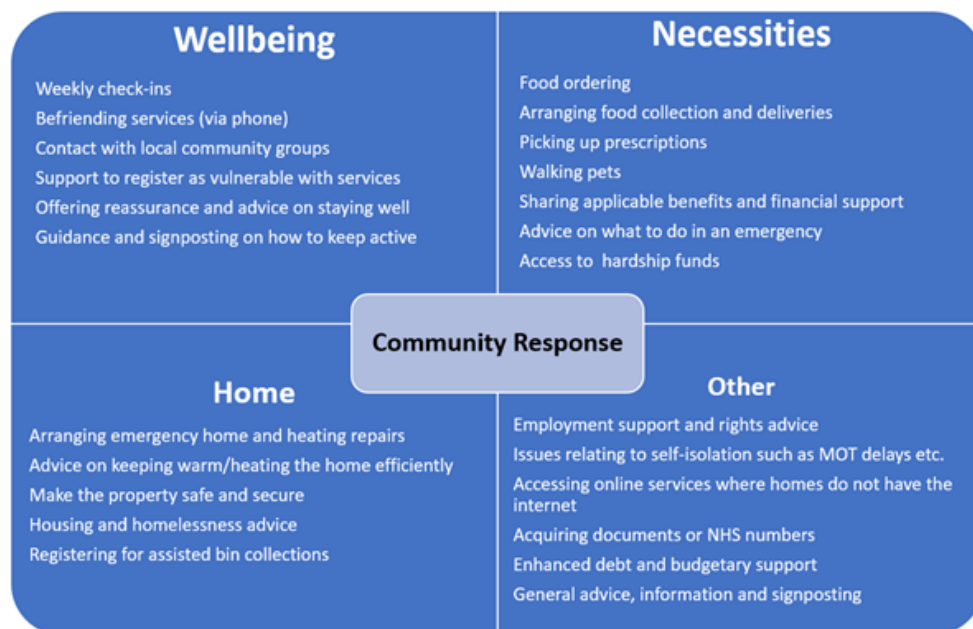 Wellbeing
Weekly check-ins
Befriending services (via phone)
Contact with local community groups
Support to register as vulnerable with services
Offering reassurance and advice on staying well
Guidance and signposting on how to keep active
Necessities
Food ordering
Arranging food collection and deliveries
Picking up prescriptions
Walking pets
Sharing applicable benefits and financial support
Advice on what to do in an emergency
Access to hardship funds
Community Response
Home
Arranging emergency home and heating repairs
Advice on keeping warm/heating the home efficiently
Make the property safe and secure
Housing and homelessness advice
Registering for assisted bin collections
Other
Employment support and rights advice
Issues relating to self-isolation such as MOT delays etc.
Accessing online services where homes do not have the
internet
Acquiring documents or NHS numbers
Enhanced debt and budgetary support
General advice, information and signposting